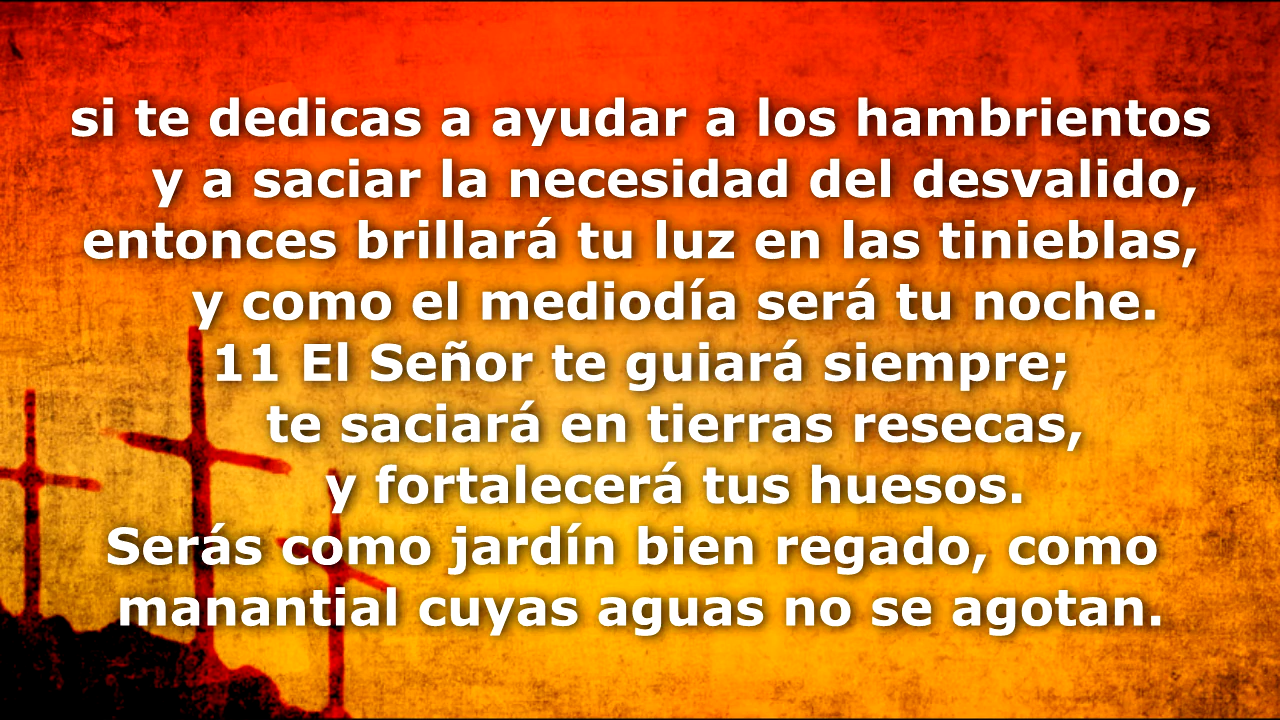 si te dedicas a ayudar a los hambrientos
y a saciar la necesidad del desvalido,
entonces brillará tu luz en las tinieblas,
y como el mediodía será tu noche.
11 El Señor te guiará siempre;
te saciará en tierras resecas,
y fortalecerá tus huesos.
Serás como jardín bien regado, como
manantial cuyas aguas no se agotan.